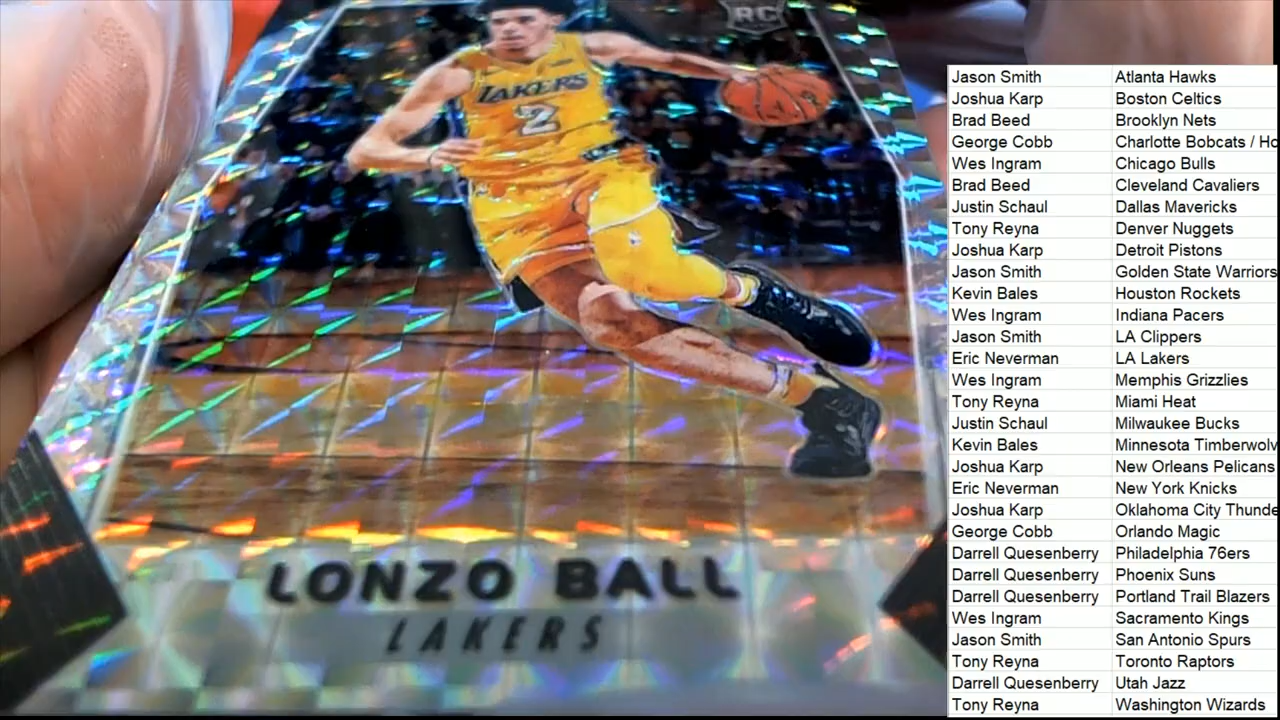 RC
LAKERS
2
LONZO BALL
LAKERS
Jason Smith Atlanta Hawks
Joshua Karp Boston Celtics
Brad Beed Brooklyn Nets
George Cobb Charlotte Bobcats / Ho
Wes Ingram Chicago Bulls
Brad Beed Cleveland Cavaliers
Justin Schaul Dallas Mavericks
Tony Reyna Denver Nuggets
Joshua Karp Detroit Pistons
Jason Smith Golden State Warriors
Kevin Bales Houston Rockets
Wes Ingram Indiana Pacers
Jason Smith LA Clippers
Eric Neverman LA Lakers
Wes Ingram Memphis Grizzlies
Tony Reyna Miami Heat
Justin Schaul Milwaukee Bucks
Kevin Bales Minnesota Timberwolv
Joshua Karp New Orleans Pelicans
Eric Neverman New York Knicks
Joshua Karp Oklahoma City Thunde
George Cobb Orlando Magic
Darrell Quesenberry Philadelphia 76ers
Darrell Quesenberry Phoenix Suns
Darrell Quesenberry Portland Trail Blazers
Wes Ingram Sacramento Kings
Jason Smith San Antonio Spurs
Tony Reyna Toronto Raptors
Darrell Quesenberry Utah Jazz
Tony Reyna Washington Wizards